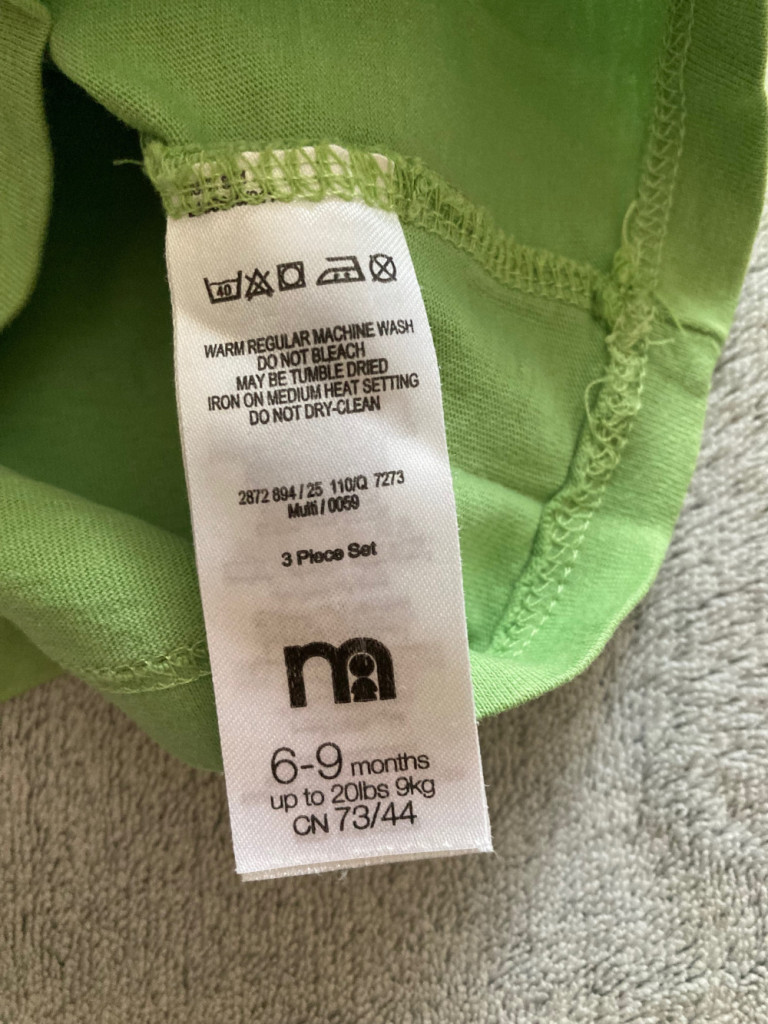 40
WARM REGULAR MACHINE WASH
DO NOT BLEACH
MAY BE TUMBLE DRIED
IRON ON MEDIUM HEAT SETTING
DO NOT DRY-CLEAN
2872 894 / 25 110/Q 7273
Multi / 0059
3 Piece Set
m
6-9 months
up to 20lbs 9kg
CN 73/44